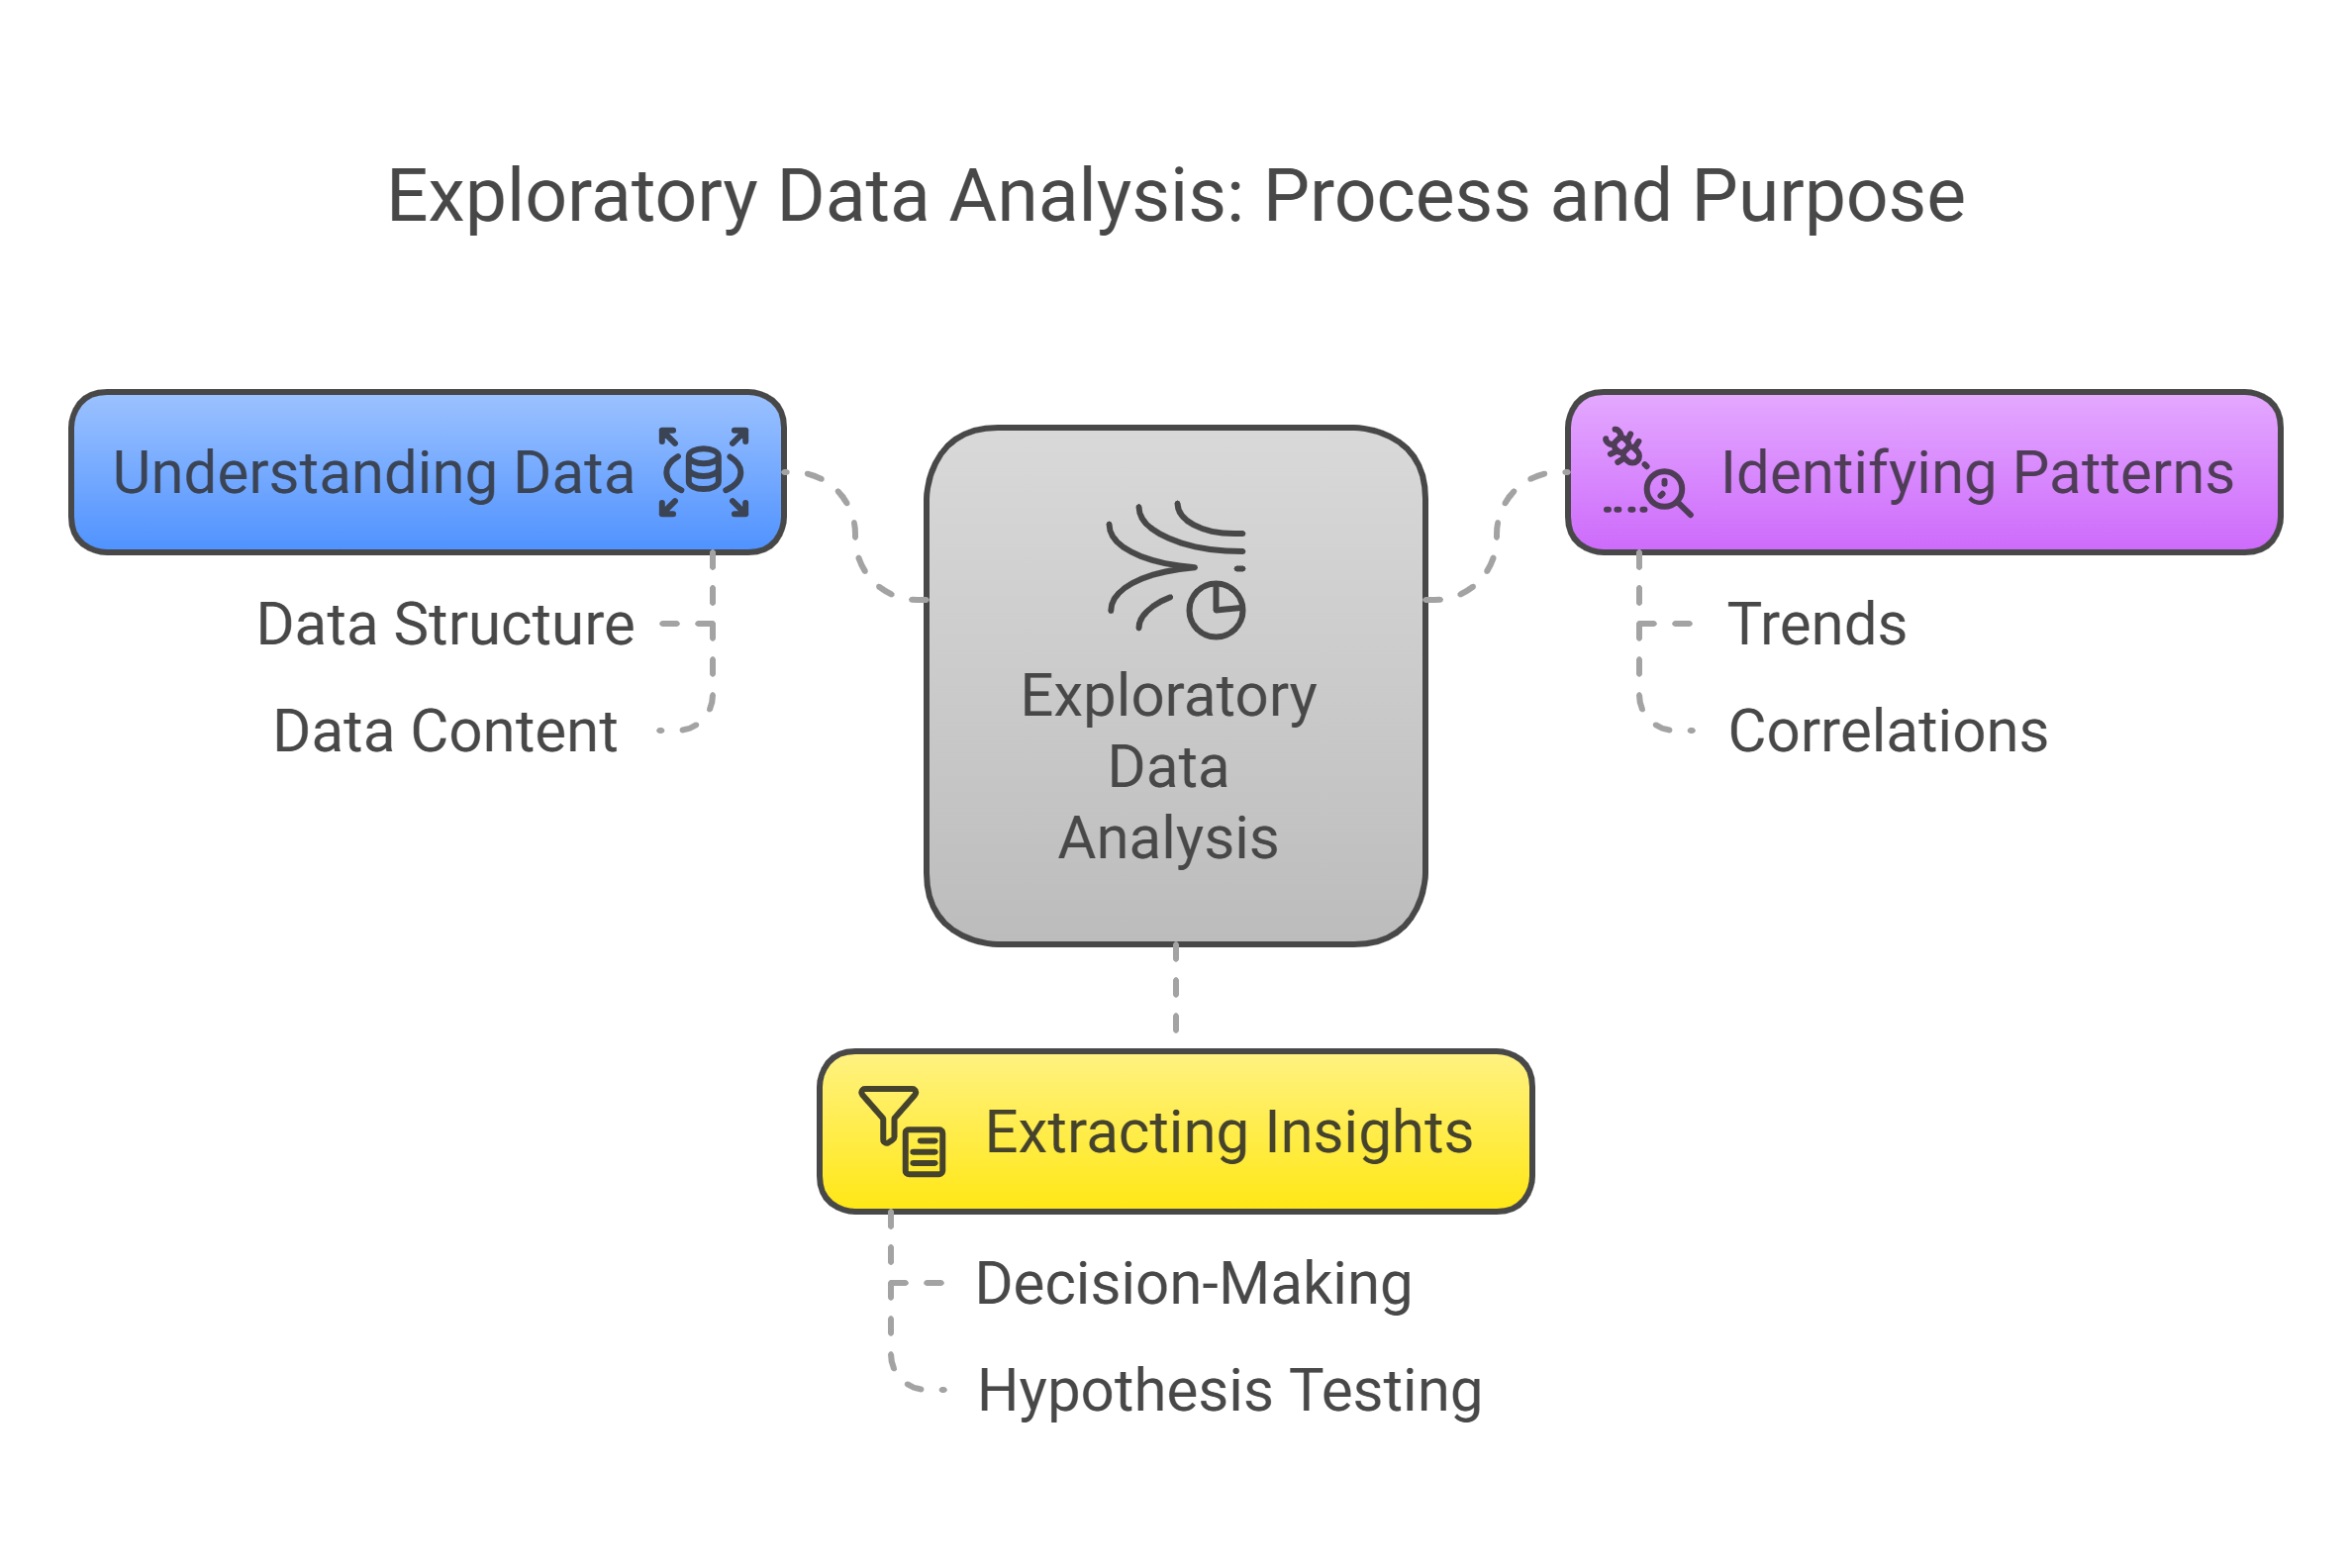 Exploratory Data Analysis: Process and Purpose
Understanding Data
Data Structure
Data Content
Exploratory
Data
Analysis
Identifying Patterns
Trends
Correlations
Extracting Insights
Decision-Making
Hypothesis Testing